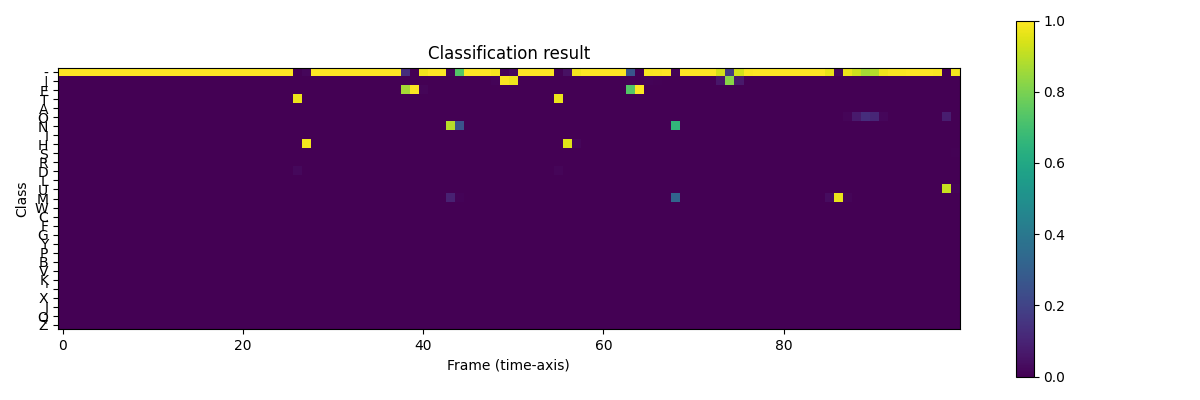 Classification result
-
|
E
T
A
O
N
I
H
S
R
D
L
U
M
W
C
F
G
Y
P
B
V
K
'
X
J
Q
Z
Class
0 20 40 60 80
Frame (time-axis)
1.0
0.8
0.6
0.4
0.2
0.0